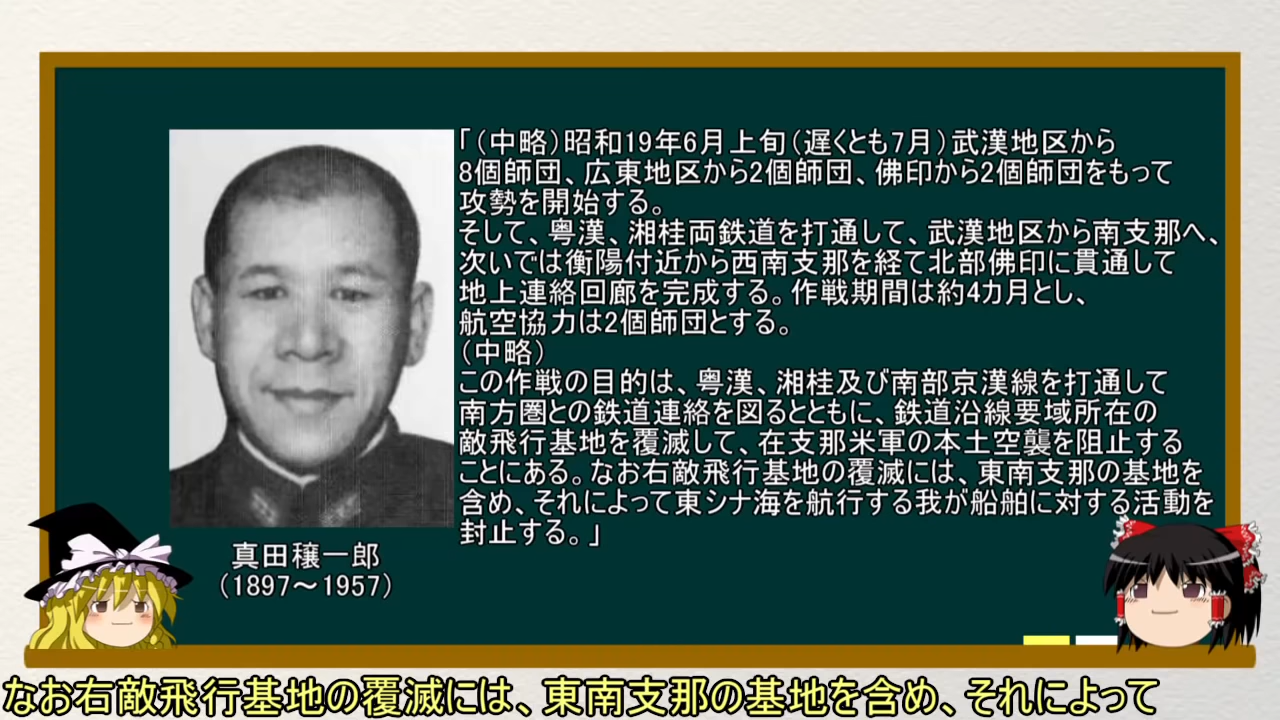 「（中略）昭和19年6月上旬（遅くとも7月）武漢地区から
8個師団、広東地区から2個師団、佛印から2個師団をもって
攻勢を開始する。
そして、粤漢、湘桂両鉄道を打通して、武漢地区から南支那へ、
次いでは衡陽付近から西南支那を経て北部佛印に貫通して
地上連絡回廊を完成する。作戦期間は約4カ月とし、
航空協力は2個師団とする。
（中略）
この作戦の目的は、粤漢、湘桂及び南部京漢線を打通して
南方圏との鉄道連絡を図るとともに、鉄道沿線要域所在の
敵飛行基地を覆滅して、在支那米軍の本土空襲を阻止する
ことにある。なお右敵飛行基地の覆滅には、東南支那の基地を
含め、それによって東シナ海を航行する我が船舶に対する活動を
封止する。」
真田穣一郎
（1897～1957）
なお右敵飛行基地の覆滅には、東南支那の基地を含め、それによって